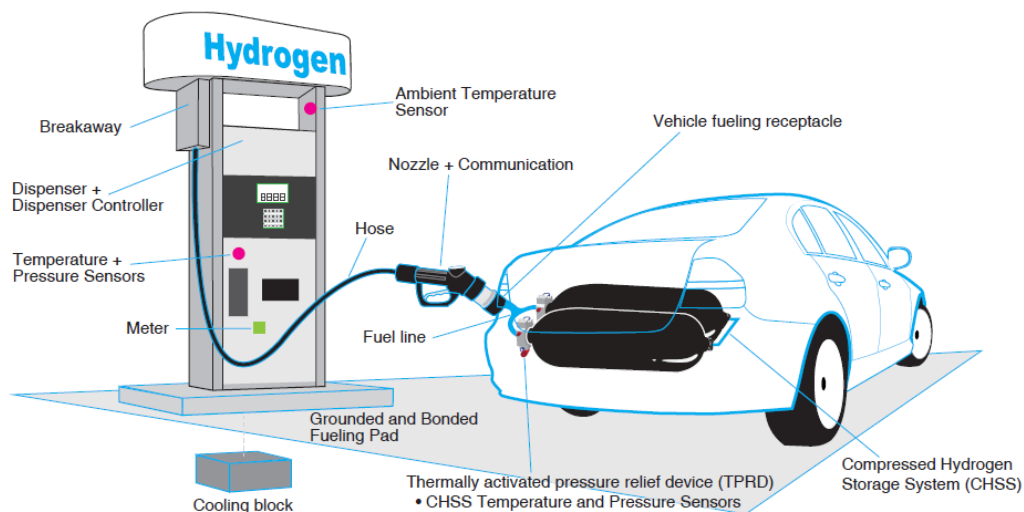 Hydrogen
Ambient Temperature
Sensor
Breakaway
Vehicle fueling receptacle
Nozzle + Communication
Dispenser +
Dispenser Controller
Hose
Temperature +
Pressure Sensors
Meter
Fuel line
Grounded and Bonded
Fueling Pad
Cooling block
Thermally activated pressure relief device (TPRD)
• CHSS Temperature and Pressure Sensors
Compressed Hydrogen
Storage System (CHSS)